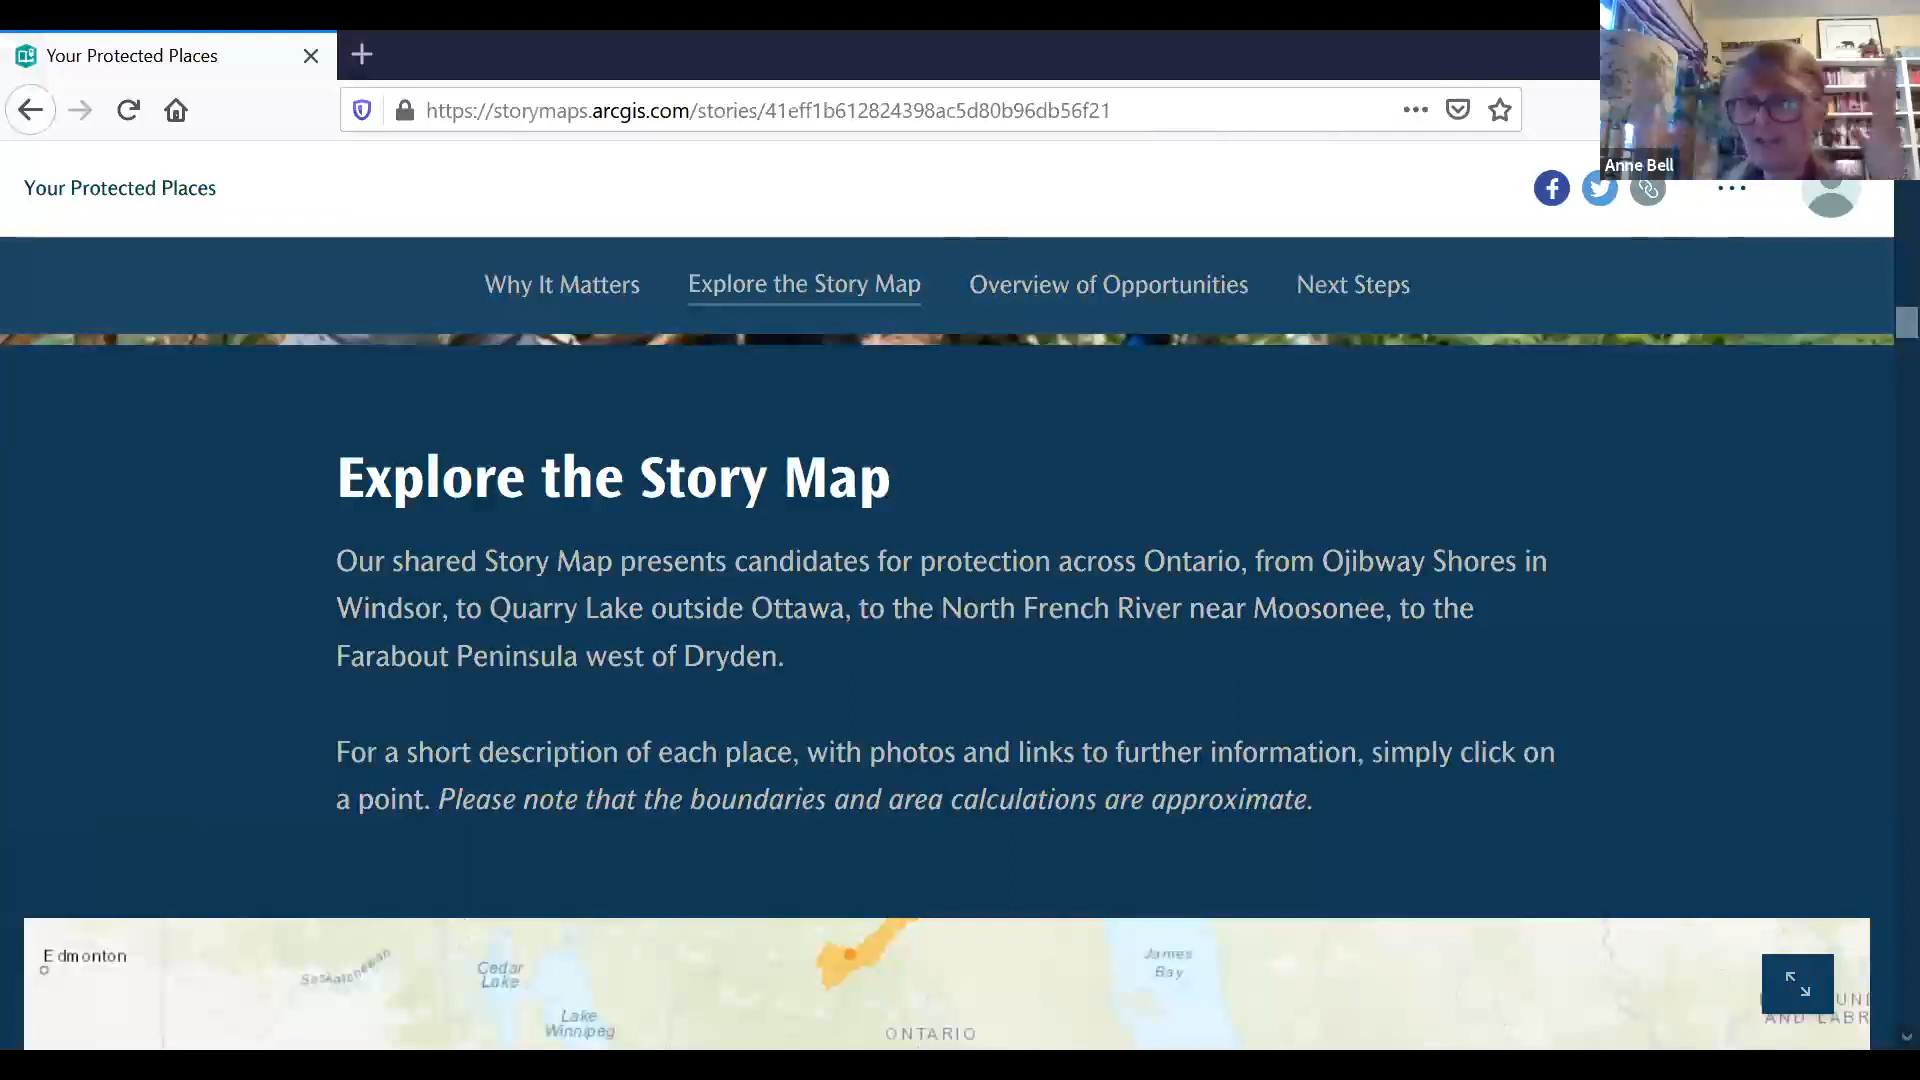 Your Protected Places
https://storymaps.arcgis.com/stories/41eff1b612824398ac5d80b96db56f21
Anne Bell
Your Protected Places
Why It Matters
Explore the Story Map
Overview of Opportunities
Next Steps
Explore the Story Map
Our shared Story Map presents candidates for protection across Ontario, from Ojibway Shores in
Windsor, to Quarry Lake outside Ottawa, to the North French River near Moosonee, to the
Farabout Peninsula west of Dryden.
For a short description of each place, with photos and links to further information, simply click on
a point. Please note that the boundaries and area calculations are approximate.
Edmonton
Saskatchewan
Cedar
Lake
Lake
Winnipeg
ONTARIO
James
Bay
AND LABR